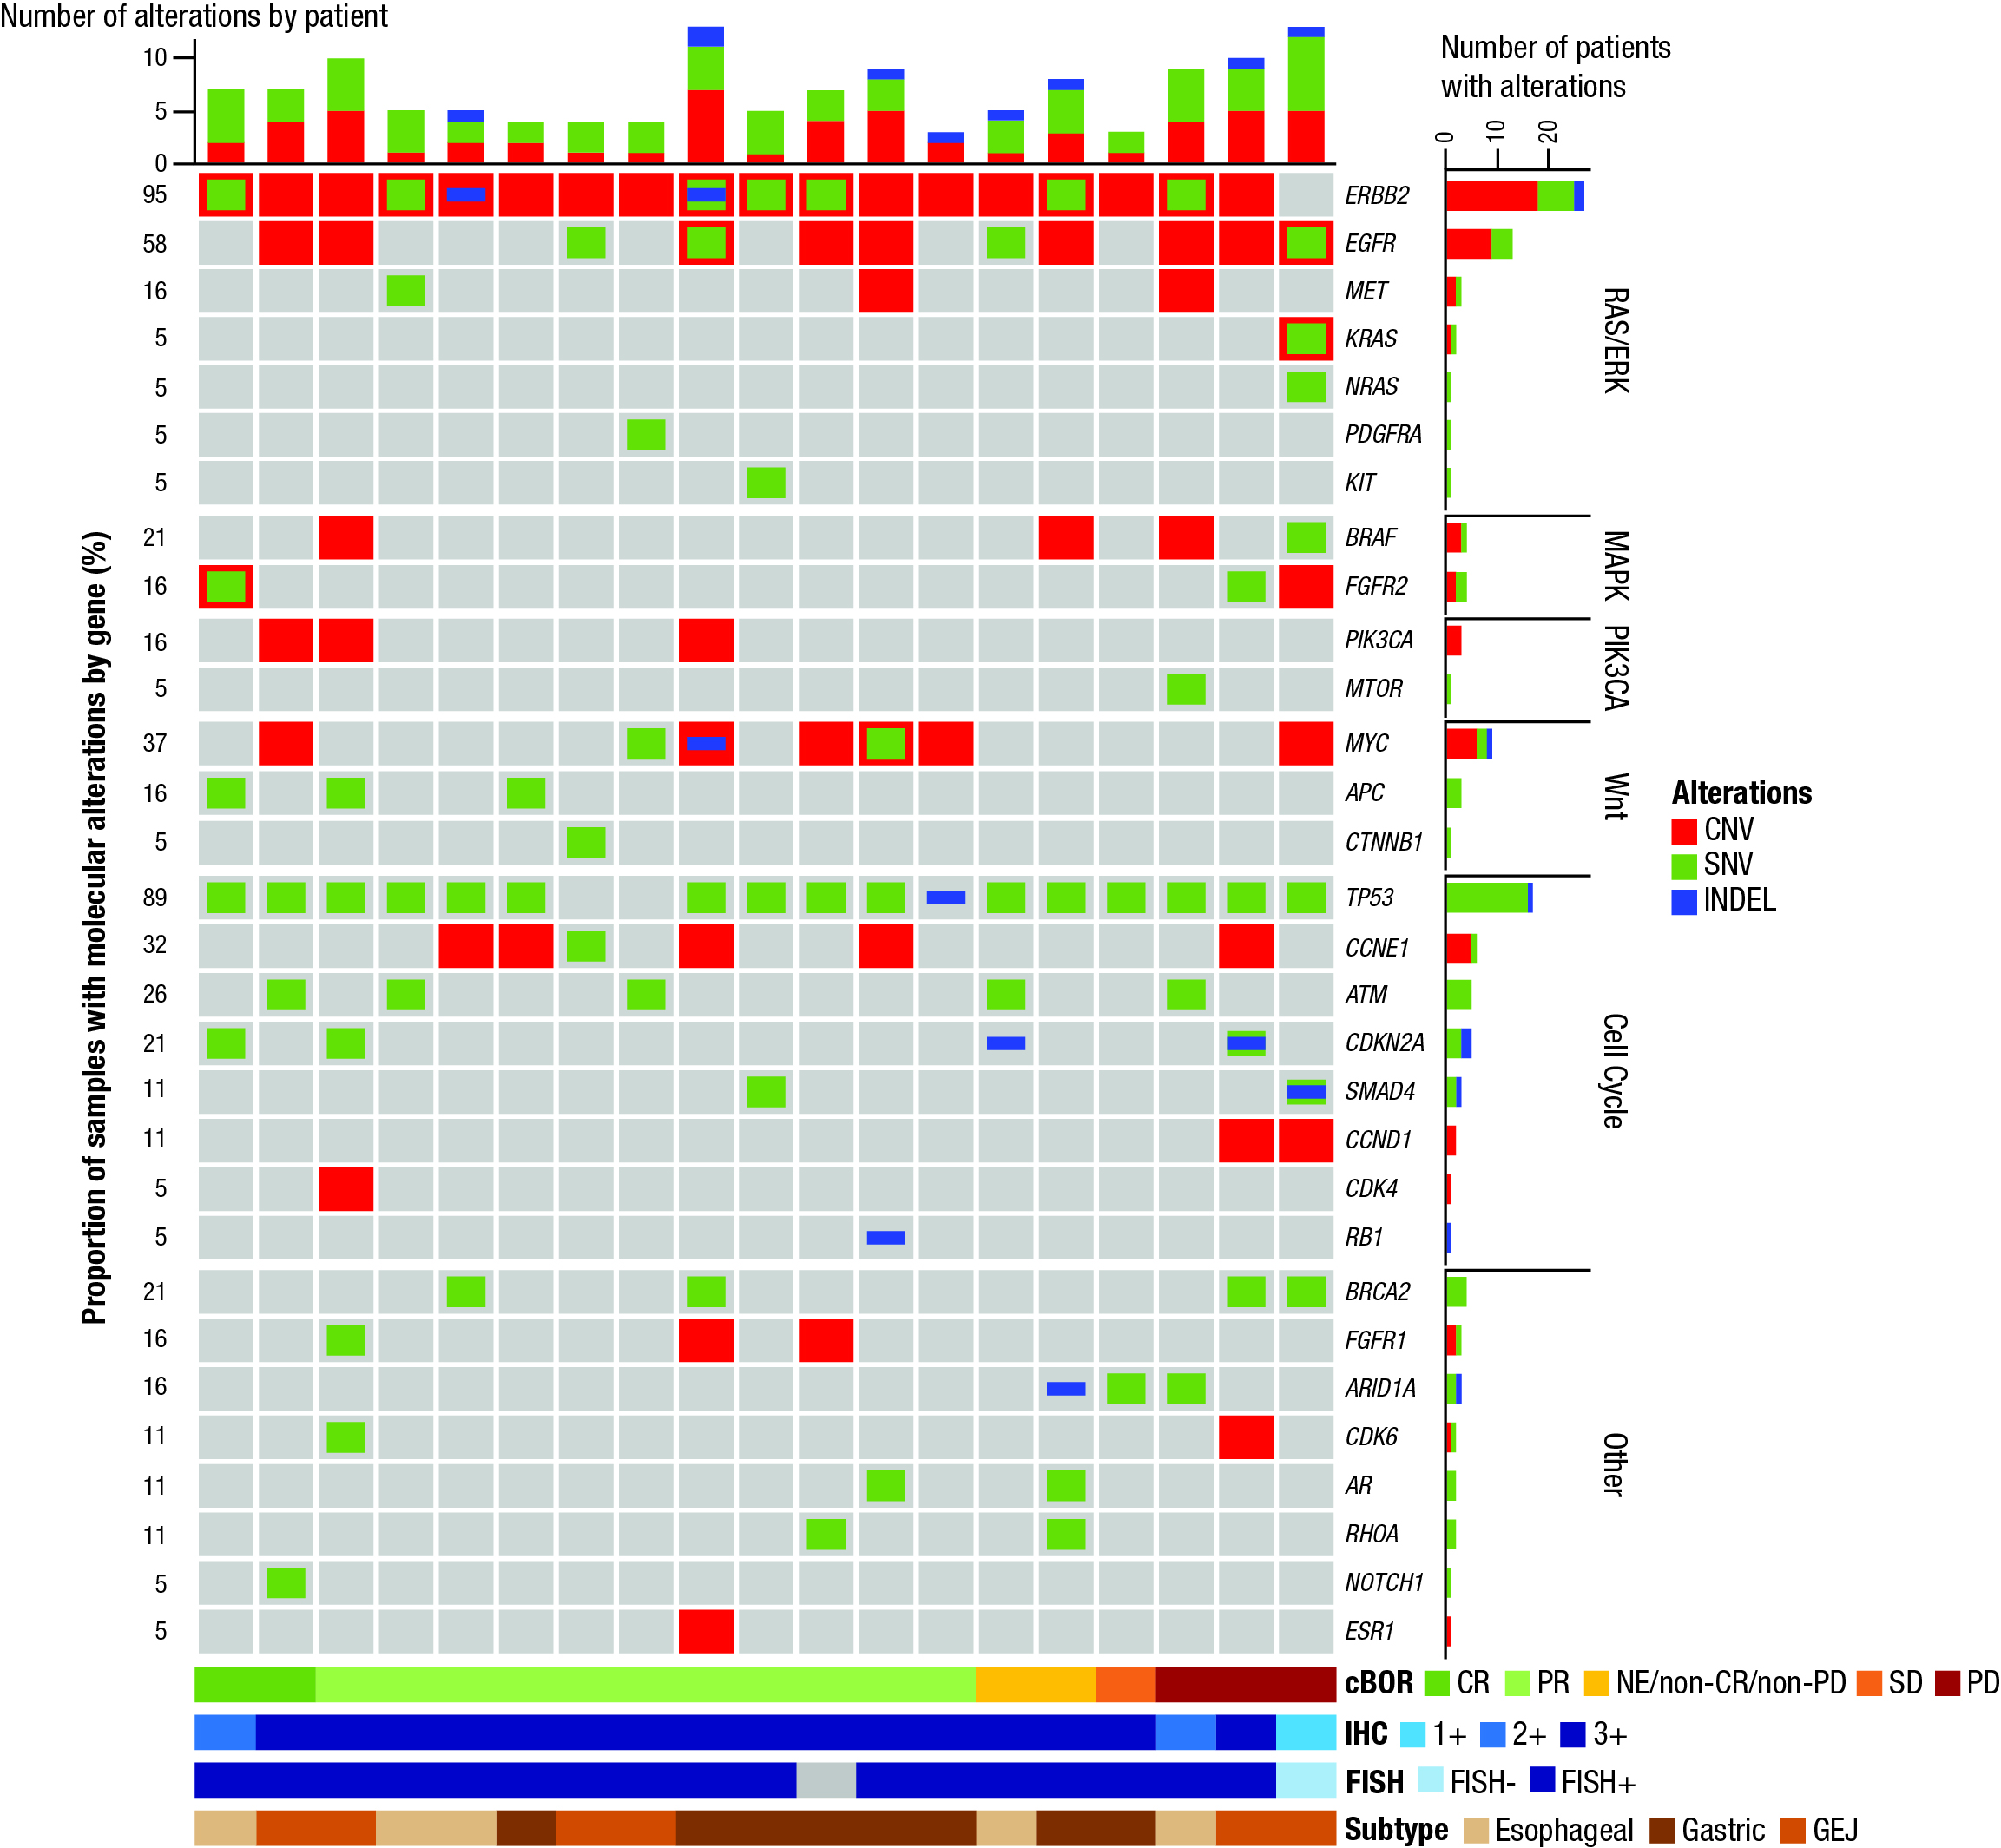 Number of alterations by patient
10
5
0
Number of patients
with alterations
0 10 20
Proportion of samples with molecular alterations by gene (%)
95 ERBB2
58 EGFR
16 MET
5 KRAS
5 NRAS
5 PDGFRA
5 KIT
RAS/ERK
21 BRAF
16 FGFR2
MAPK
16 PIK3CA
5 MTOR
PIK3CA
37 MYC
16 APC
5 CTNNB1
Wnt
Alterations
CNV
SNV
INDEL
89 TP53
32 CCNE1
26 ATM
21 CDKN2A
11 SMAD4
11 CCND1
5 CDK4
5 RB1
Cell Cycle
21 BRCA2
16 FGFR1
16 ARID1A
11 CDK6
11 AR
11 RHOA
5 NOTCH1
5 ESR1
Other
cBOR CR PR NE/non-CR/non-PD SD PD
IHC 1+ 2+ 3+
FISH FISH- FISH+
Subtype Esophageal Gastric GEJ